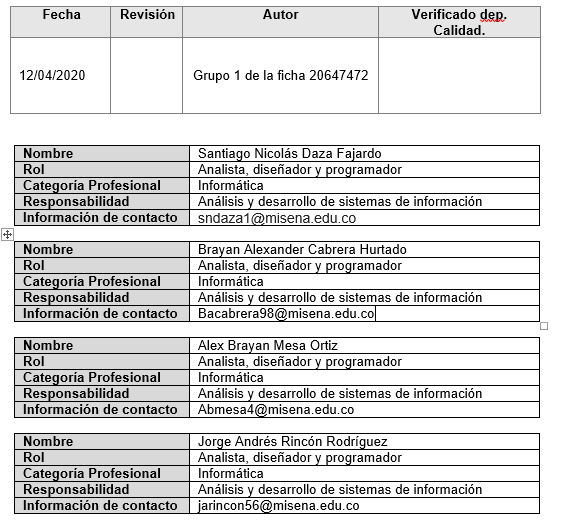 Fecha Revisión Autor Verificado dep.
Calidad.
12/04/2020 Grupo 1 de la ficha 20647472
Nombre Santiago Nicolás Daza Fajardo
Rol Analista, diseñador y programador
Categoría Profesional Informática
Responsabilidad Análisis y desarrollo de sistemas de información
Información de contacto sndaza1@misena.edu.co
Nombre Brayan Alexander Cabrera Hurtado
Rol Analista, diseñador y programador
Categoría Profesional Informática
Responsabilidad Análisis y desarrollo de sistemas de información
Información de contacto Bacabrera98@misena.edu.co
Nombre Alex Brayan Mesa Ortiz
Rol Analista, diseñador y programador
Categoría Profesional Informática
Responsabilidad Análisis y desarrollo de sistemas de información
Información de contacto Abmesa4@misena.edu.co
Nombre Jorge Andrés Rincón Rodríguez
Rol Analista, diseñador y programador
Categoría Profesional Informática
Responsabilidad Análisis y desarrollo de sistemas de información
Información de contacto jarincon56@misena.edu.co